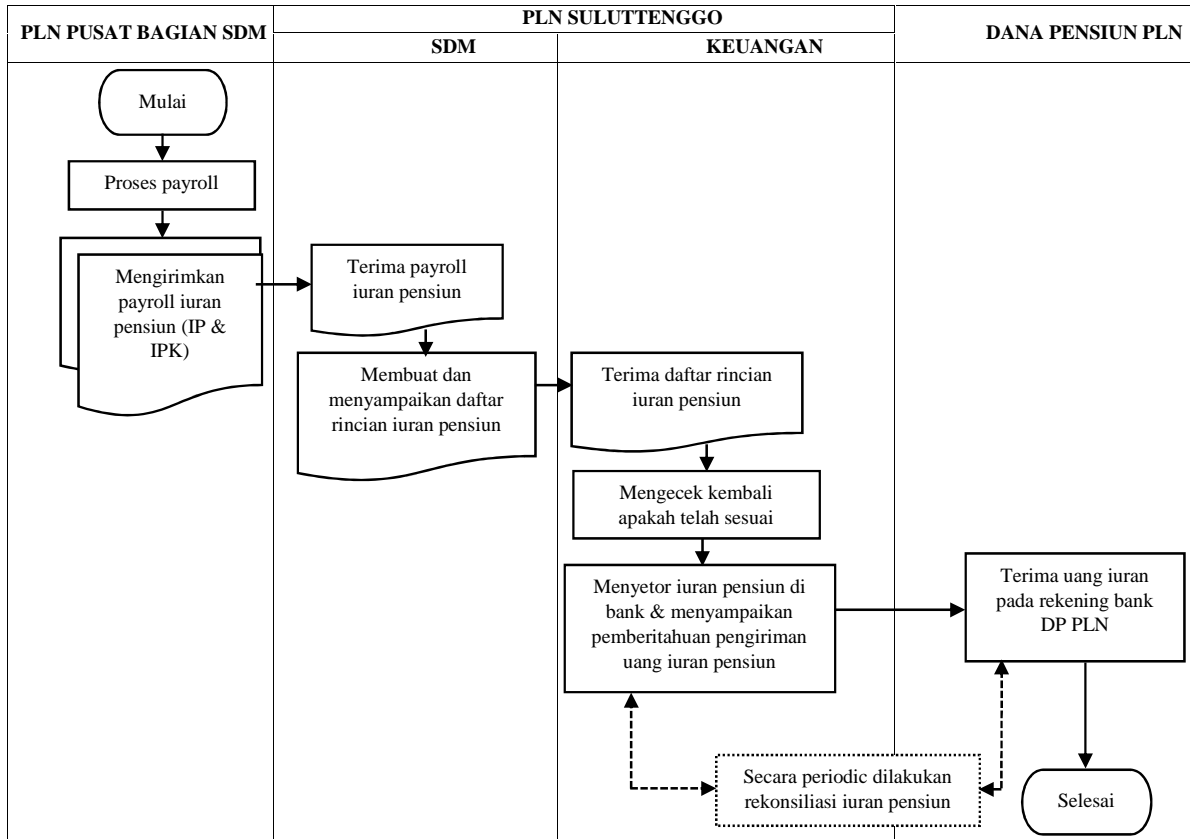 PLN PUSAT BAGIAN SDM
PLN SULUTTENGGO
SDM
KEUANGAN
DANA PENSIUN PLN
Mulai
Proses payroll
Mengirimkan
payroll iuran
pensiun (IP &
IPK)
Terima payroll
iuran pensiun
Membuat dan
menyampaikan daftar
rincian iuran pensiun
Terima daftar rincian
iuran pensiun
Mengecek kembali
apakah telah sesuai
Menyetor iuran pensiun di
bank & menyampaikan
pemberitahuan pengiriman
uang iuran pensiun
Terima uang iuran
pada rekening bank
DP PLN
Secara periodic dilakukan
rekonsiliasi iuran pensiun
Selesai